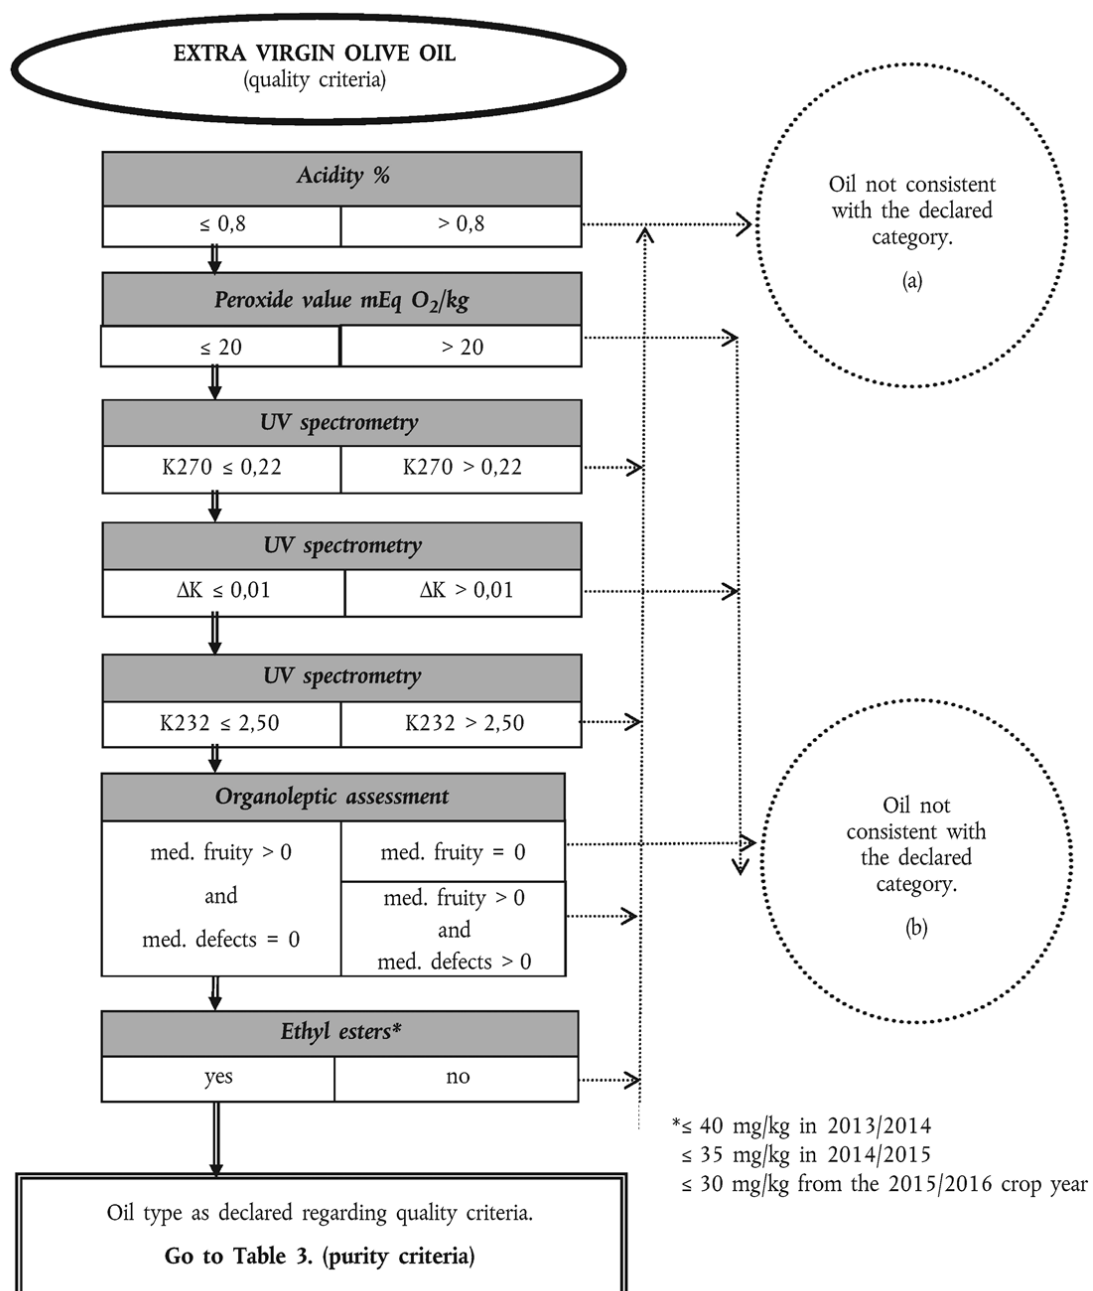 EXTRA VIRGIN OLIVE OIL
(quality criteria)
Acidity %
≤ 0,8
> 0,8
Oil not consistent
with the declared
category.
(a)
Peroxide value mEq O2/kg
≤ 20
> 20
UV spectrometry
K270 ≤ 0,22
K270 > 0,22
UV spectrometry
ΔK ≤ 0,01
ΔK > 0,01
UV spectrometry
K232 ≤ 2,50
K232 > 2,50
Organoleptic assessment
med. fruity > 0
and
med. defects = 0
med. fruity = 0
med. fruity > 0
and
med. defects > 0
Oil not
consistent with
the declared
category.
(b)
Ethyl esters*
yes
no
*≤ 40 mg/kg in 2013/2014
≤ 35 mg/kg in 2014/2015
≤ 30 mg/kg from the 2015/2016 crop year
Oil type as declared regarding quality criteria.
Go to Table 3. (purity criteria)